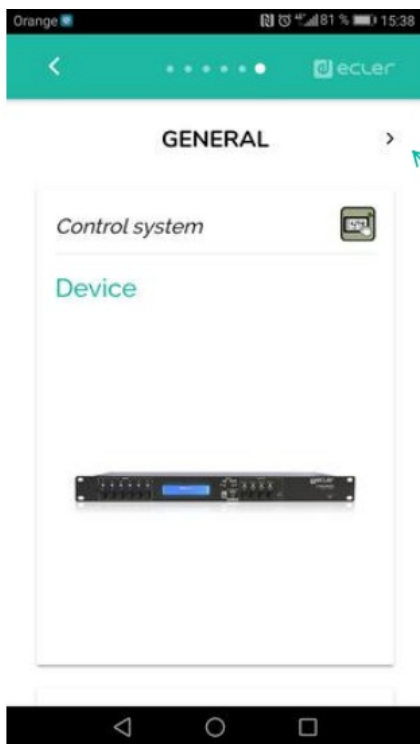 Orange 81 % 15:38
ecler
GENERAL
Control system
Device